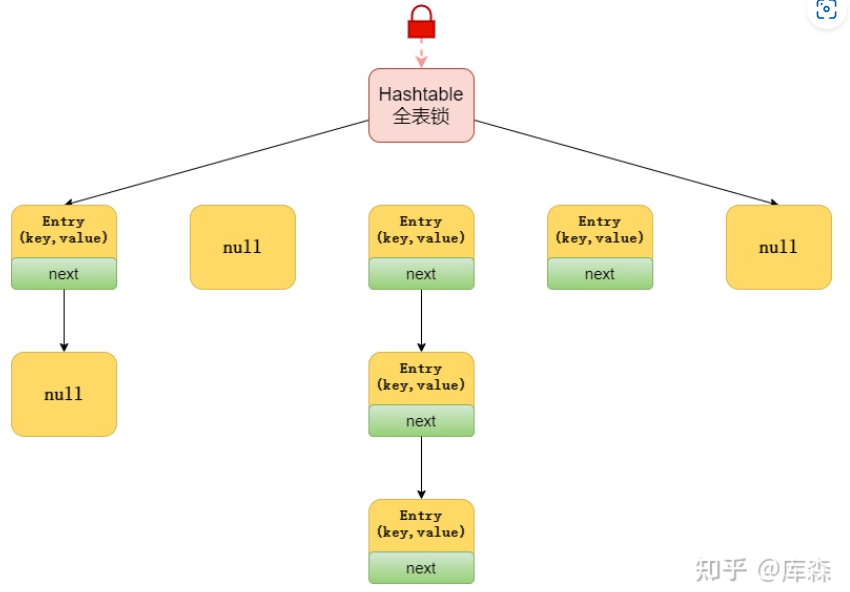 Hashtable
全表锁
Entry
(key,value)
next
null
Entry
(key,value)
next
Entry
(key,value)
next
null
null
Entry
(key,value)
next
Entry
(key,value)
next
知乎 @库森